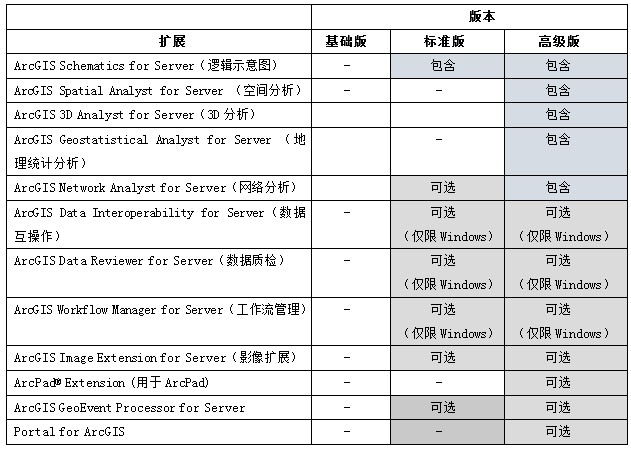 版本
扩展 基础版 标准版 高级版
ArcGIS Schematics for Server（逻辑示意图） – 包含 包含
ArcGIS Spatial Analyst for Server （空间分析） – – 包含
ArcGIS 3D Analyst for Server（3D 分析） 包含
ArcGIS Geostatistical Analyst for Server （地
理统计分析） – 包含
ArcGIS Network Analyst for Server（网络分析） 可选 包含
ArcGIS Data Interoperability for Server（数据 – 可选 可选
互操作） （仅限 Windows） （仅限 Windows）
ArcGIS Data Reviewer for Server（数据质检） – 可选 可选
（仅限 Windows） （仅限 Windows）
ArcGIS Workflow Manager for Server（工作流管理） – 可选 可选
（仅限 Windows） （仅限 Windows）
ArcGIS Image Extension for Server（影像扩展） – 可选 可选
ArcPad® Extension (用于 ArcPad) – – 可选
ArcGIS GeoEvent Processor for Server – 可选 可选
Portal for ArcGIS – – 可选